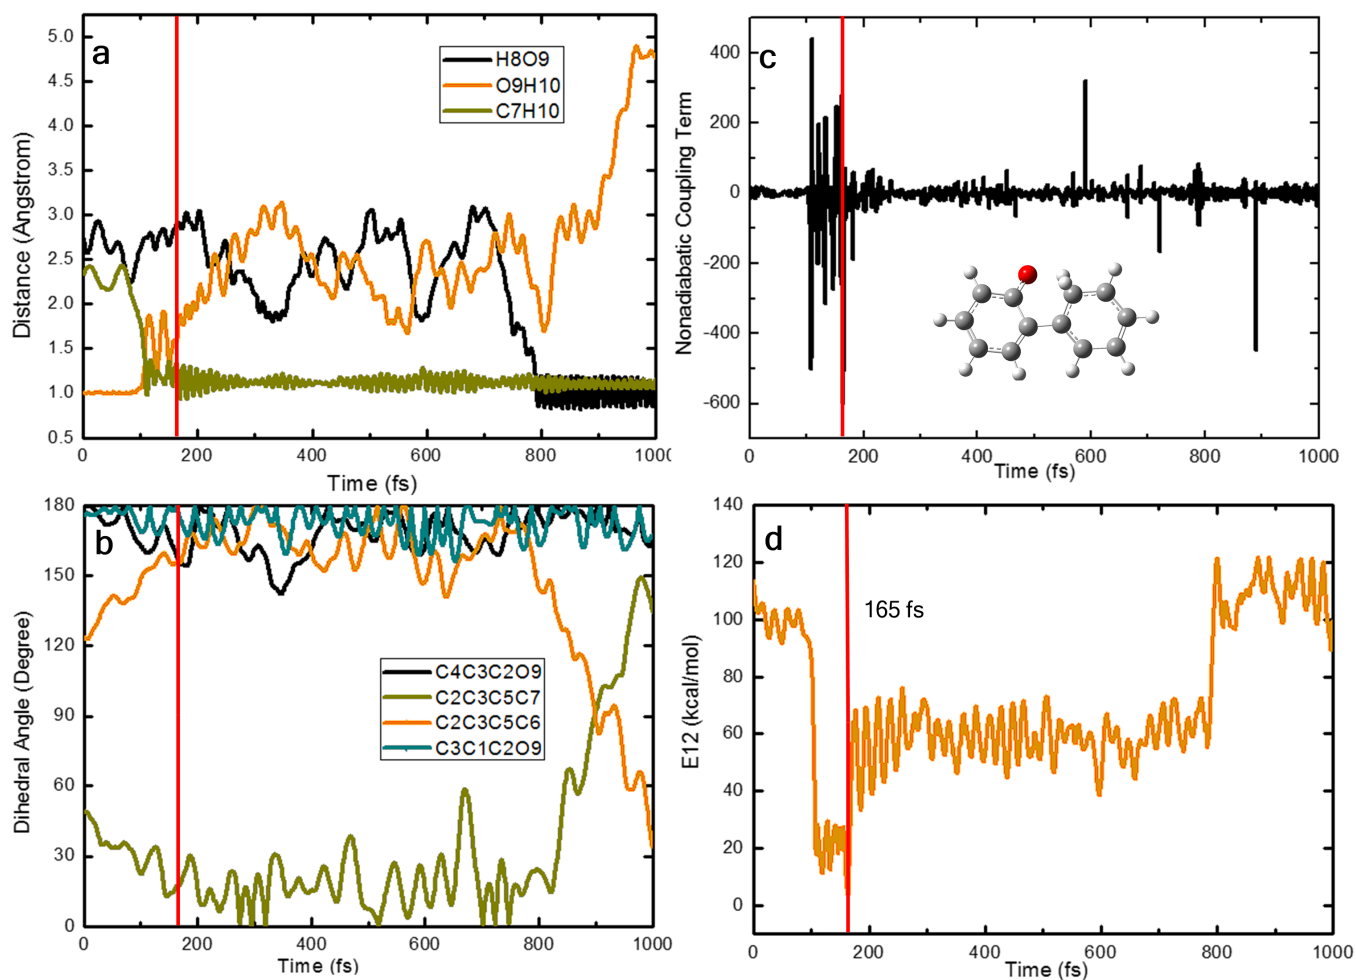 a
H8O9
O9H10
C7H10
Distance (Angstrom)
5.0
4.5
4.0
3.5
3.0
2.5
2.0
1.5
1.0
0.5
0 200 400 600 800 100
Time (fs)
c
Nonadiabatic Coupling Term
400
200
0
-200
-400
-600
0 200 400 600 800 1000
Time (fs)
b
C4C3C2O9
C2C3C5C7
C2C3C5C6
C3C1C2O9
Dihedral Angle (Degree)
180
150
120
90
60
30
0
0 200 400 600 800 1000
Time (fs)
d
165 fs
E12 (kcal/mol)
140
120
100
80
60
40
20
0
0 200 400 600 800 1000
Time (fs)